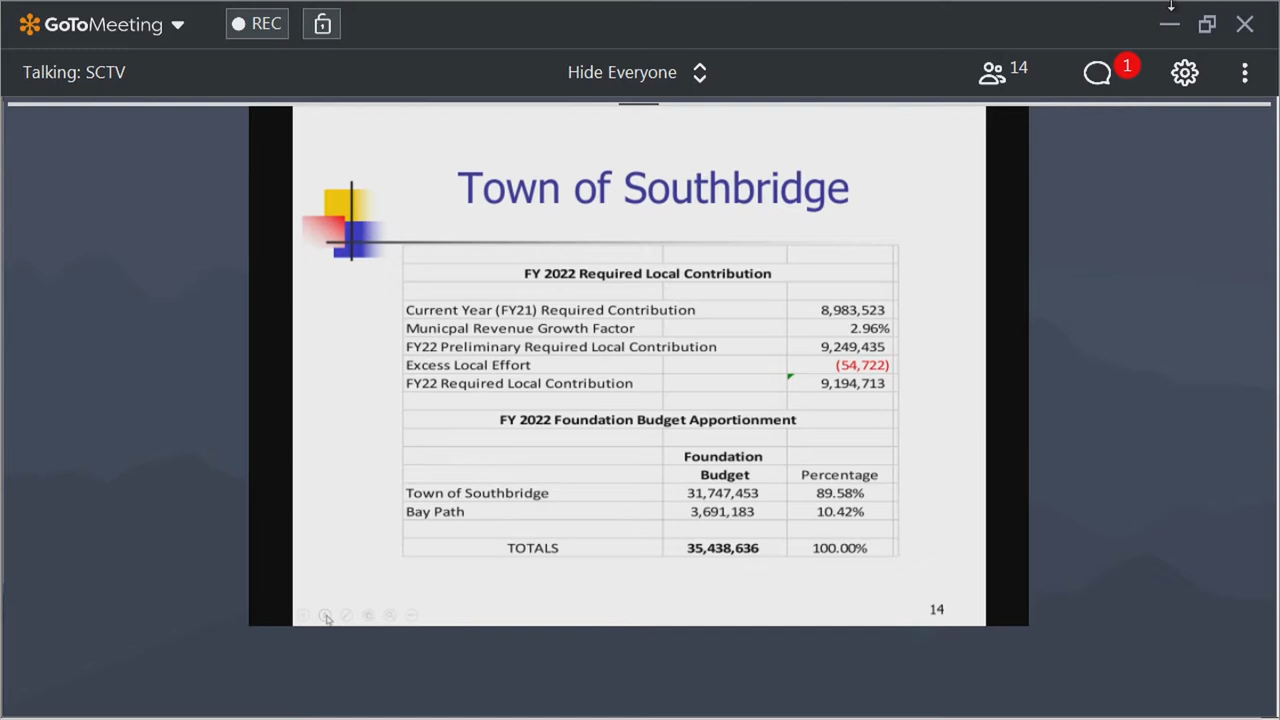 GoToMeeting
REC
Talking: SCTV
Hide Everyone
14
1
Town of Southbridge
FY 2022 Required Local Contribution
Current Year (FY21) Required Contribution 8,983,523
Municpal Revenue Growth Factor 2.96%
FY22 Preliminary Required Local Contribution 9,249,435
Excess Local Effort (54,722)
FY22 Required Local Contribution 9,194,713
FY 2022 Foundation Budget Apportionment
Foundation
Budget Percentage
Town of Southbridge 31,747,453 89.58%
Bay Path 3,691,183 10.42%
TOTALS 35,438,636 100.00%
14